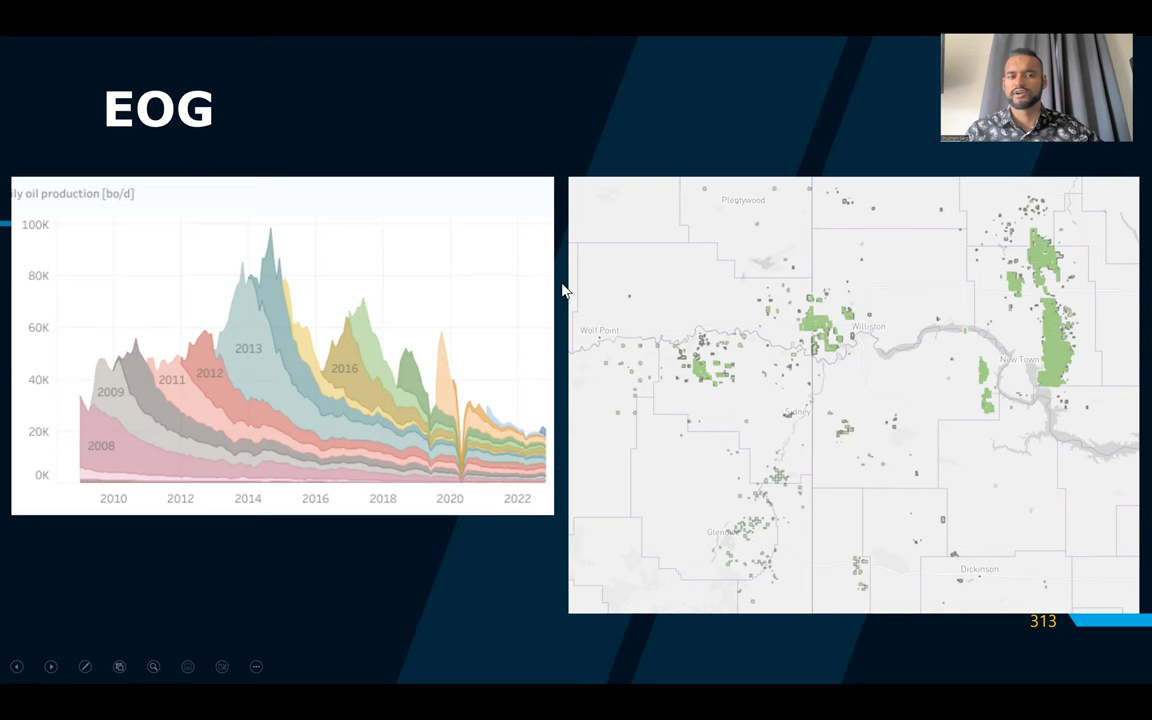 EOG
ily oil production [bo/d]
100K
80K
60K
40K
20K
0K
2008
2009
2011
2012
2013
2016
2010
2012
2014
2016
2018
2020
2022
Plentywood
Wolf Point
Williston
New Town
Sidney
Glendive
Dickinson
313